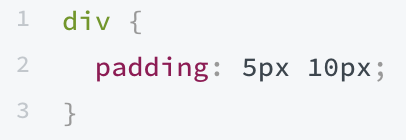 1 div {
2   padding: 5px 10px;
3 }